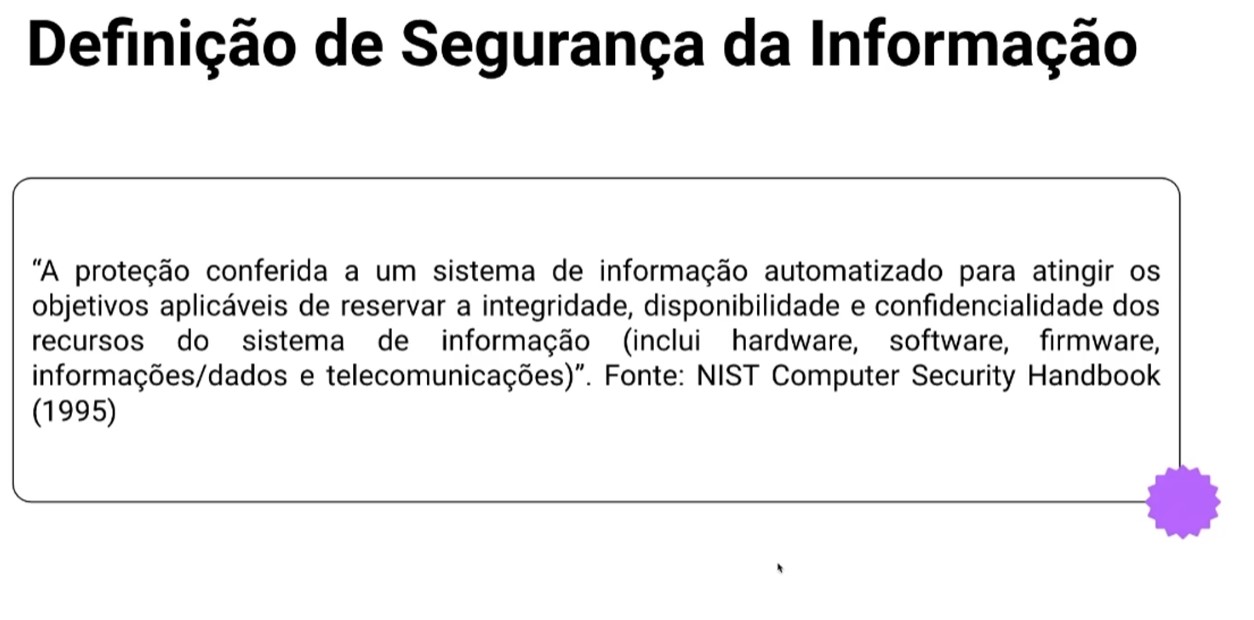 Definição de Segurança da Informação
“A proteção conferida a um sistema de informação automatizado para atingir os
objetivos aplicáveis de reservar a integridade, disponibilidade e confidencialidade dos
recursos do sistema de informação (inclui hardware, software, firmware,
informações/dados e telecomunicações)”. Fonte: NIST Computer Security Handbook
(1995)